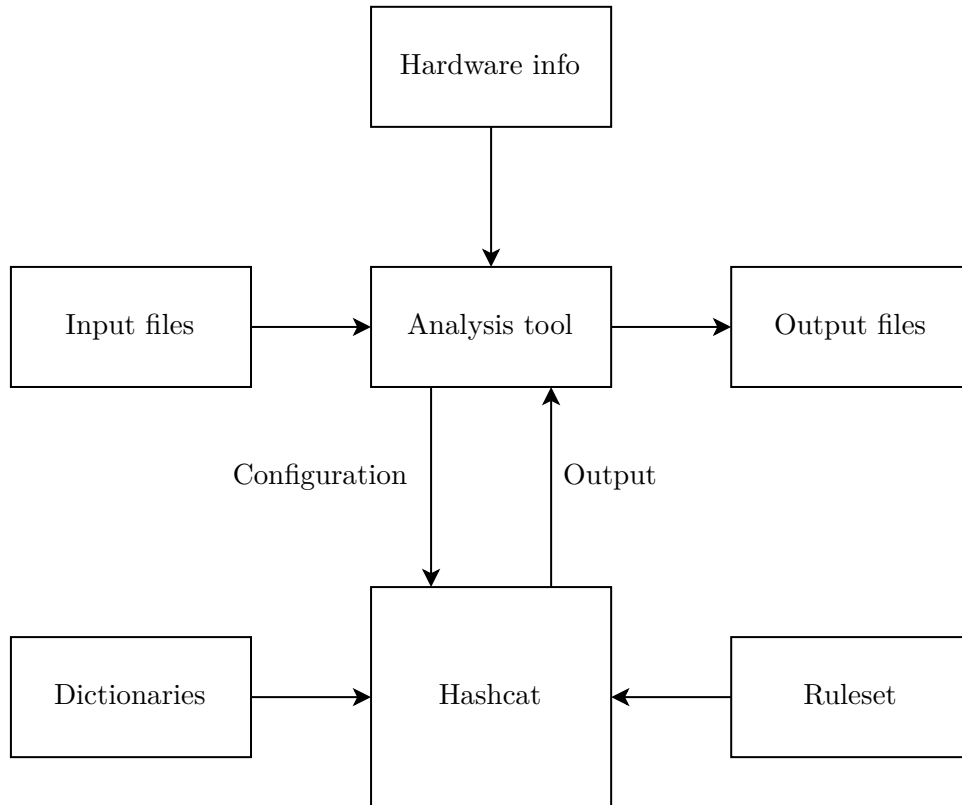 Hardware info
Input files
Analysis tool
Output files
Configuration
Output
Dictionaries
Hashcat
Ruleset